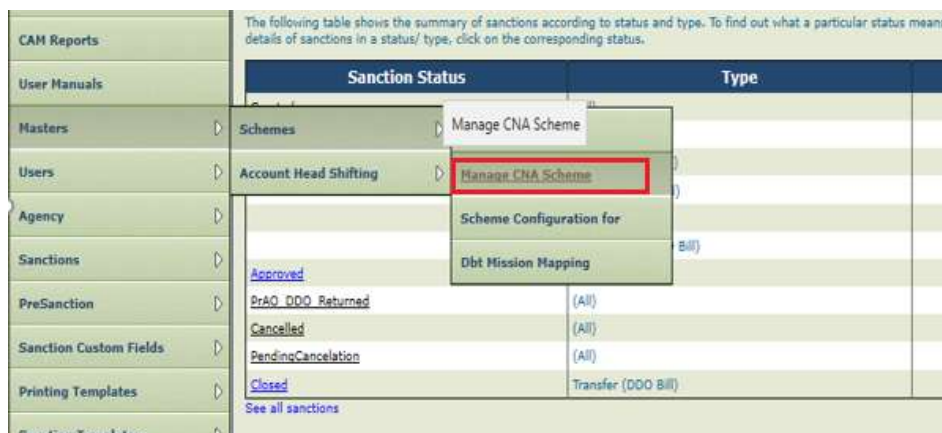 The following table shows the summary of sanctions according to status and type. To find out what a particular status mean
details of sanctions in a status/ type, click on the corresponding status.
CAM Reports
User Manuals
Masters
Users
Agency
Sanctions
PreSanction
Sanction Custom Fields
Printing Templates
Schemes
Account Head Shifting
Manage CNA Scheme
Manage CNA Scheme
Scheme Configuration for
Dbt Mission Mapping
Sanction Status Type
Bill)
Approved
PrAO_DDO_Returned (All)
Cancelled (All)
PendingCancelation (All)
Closed Transfer (DDO Bill)
See all sanctions